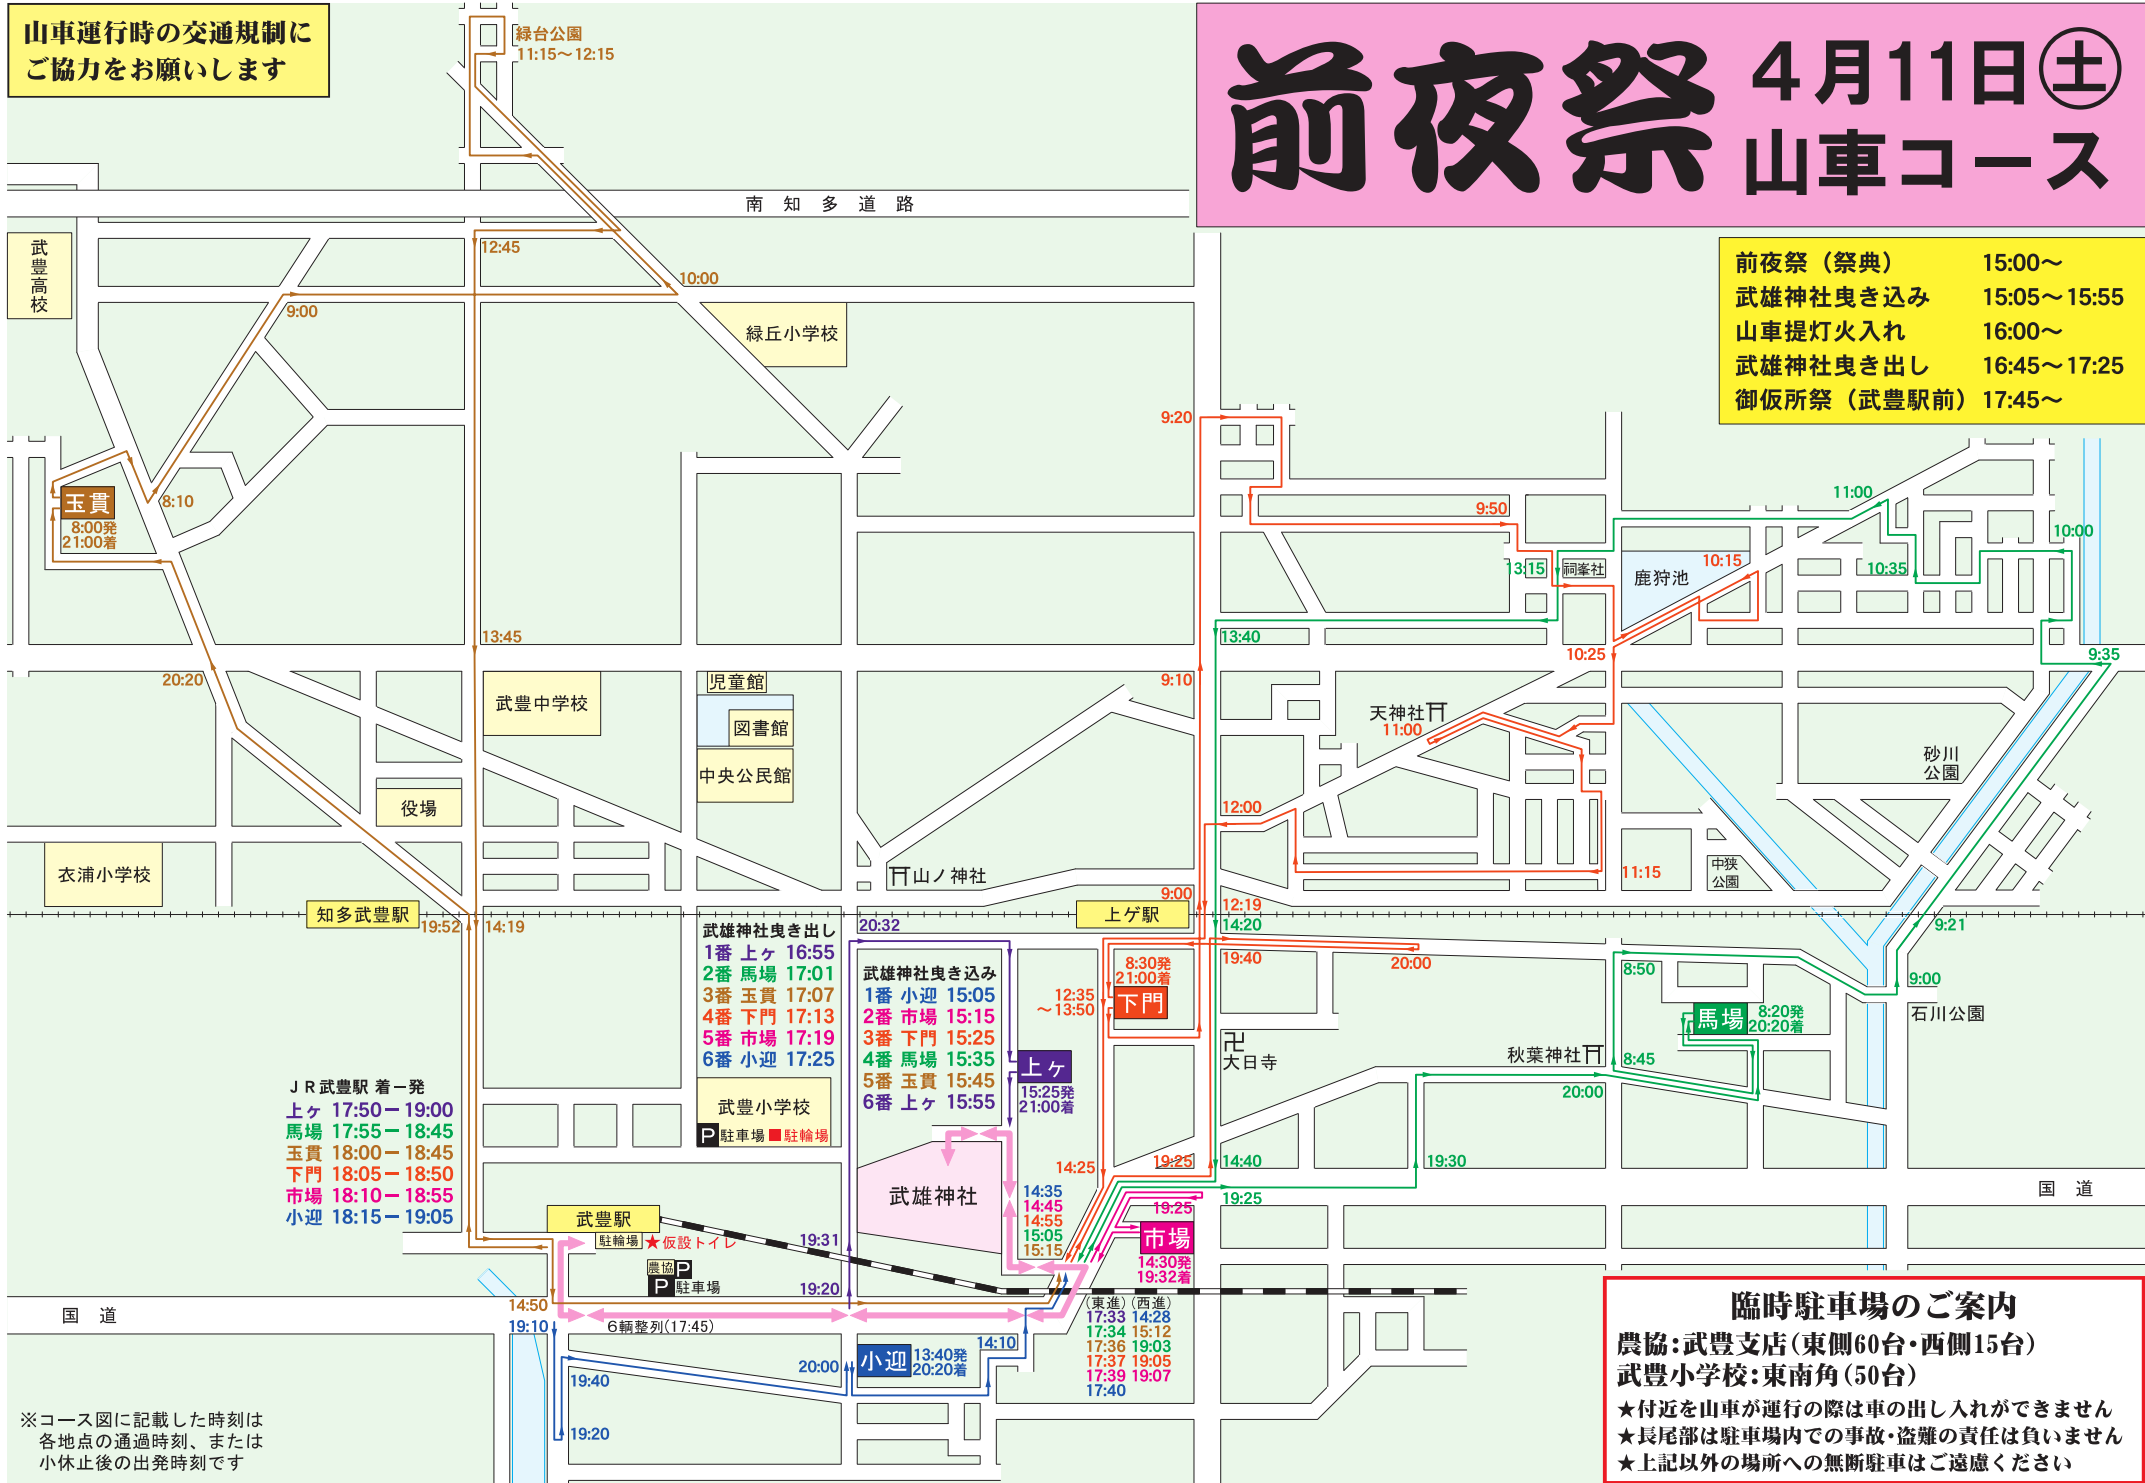 山車運行時の交通規制に
ご協力をお願いします
前夜祭
4月11日土
山車コース
前夜祭（祭典） 15:00〜
武雄神社曳き込み 15:05〜15:55
山車提灯火入れ 16:00〜
武雄神社曳き出し 16:45〜17:25
御仮所祭（武豊駅前） 17:45〜
緑台公園
11:15〜12:15
南知多道路
武豊高校
12:45
10:00
9:00
緑丘小学校
玉貫
8:00発
21:00着
8:10
9:20
9:50
11:00
10:00
10:35
10:15
13:15
祠峯社
鹿狩池
13:45
13:40
10:25
9:35
20:20
9:10
武豊中学校
児童館
図書館
中央公民館
天神社
11:00
砂川
公園
役場
12:00
衣浦小学校
山ノ神社
中狭
公園
11:15
知多武豊駅
19:52
14:19
上ゲ駅
9:00
12:19
14:20
20:32
9:21
武雄神社曳き出し
1番 上ヶ 16:55
2番 馬場 17:01
3番 玉貫 17:07
4番 下門 17:13
5番 市場 17:19
6番 小迎 17:25
武雄神社曳き込み
1番 小迎 15:05
2番 市場 15:15
3番 下門 15:25
4番 馬場 15:35
5番 玉貫 15:45
6番 上ヶ 15:55
8:30発
21:00着
下門
12:35
〜13:50
19:40
20:00
8:50
9:00
馬場
8:20発
20:20着
石川公園
卍
大日寺
秋葉神社
8:45
20:00
上ヶ
15:25発
21:00着
武豊小学校
P駐車場 ■駐輪場
JR武豊駅 着ー発
上ヶ 17:50ー19:00
馬場 17:55ー18:45
玉貫 18:00ー18:45
下門 18:05ー18:50
市場 18:10ー18:55
小迎 18:15ー19:05
武雄神社
14:25
19:25
14:40
19:30
19:25
19:25
14:35
14:45
14:55
15:05
15:15
市場
14:30発
19:32着
国道
武豊駅
駐輪場
★仮設トイレ
農協P
P駐車場
19:31
19:20
14:50
国道
19:10
6輌整列(17:45)
(東進)(西進)
17:33 14:28
17:34 15:12
17:36 19:03
17:37 19:05
17:39 19:07
17:40
14:10
小迎
13:40発
20:20着
20:00
19:40
19:20
※コース図に記載した時刻は
各地点の通過時刻、または
小休止後の出発時刻です
臨時駐車場のご案内
農協:武豊支店(東側60台・西側15台)
武豊小学校:東南角(50台)
★付近を山車が運行の際は車の出し入れができません
★長尾部は駐車場内での事故・盗難の責任は負いません
★上記以外の場所への無断駐車はご遠慮ください